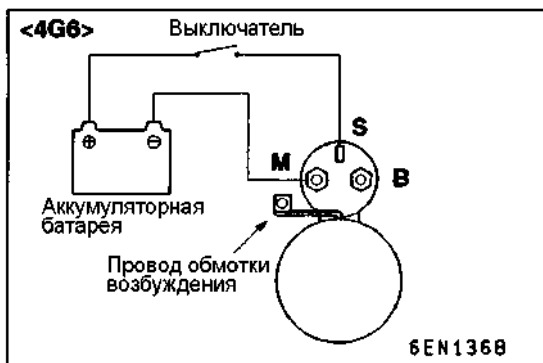 <4G6>
Выключатель
S
M
B
⊕
⊖
Аккумуляторная
батарея
Провод обмотки
возбуждения
6EN1368